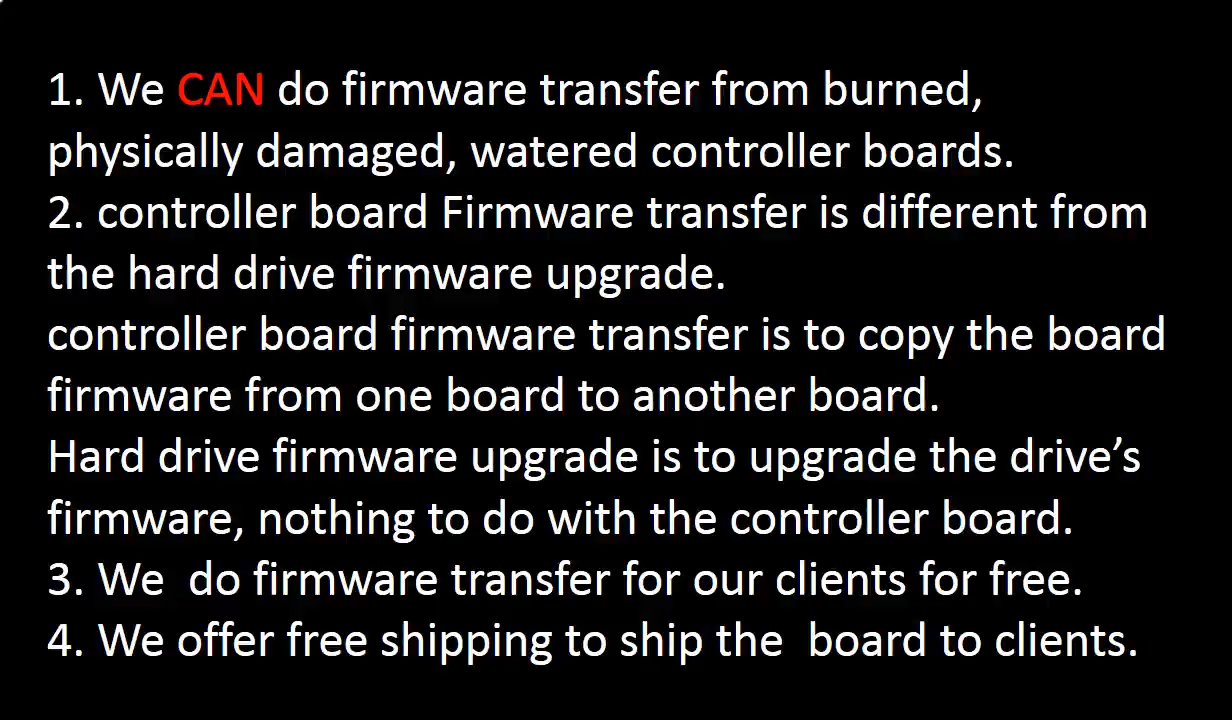 1. We CAN do firmware transfer from burned,
physically damaged, watered controller boards.
2. controller board Firmware transfer is different from
the hard drive firmware upgrade.
controller board firmware transfer is to copy the board
firmware from one board to another board.
Hard drive firmware upgrade is to upgrade the drive’s
firmware, nothing to do with the controller board.
3. We  do firmware transfer for our clients for free.
4. We offer free shipping to ship the  board to clients.